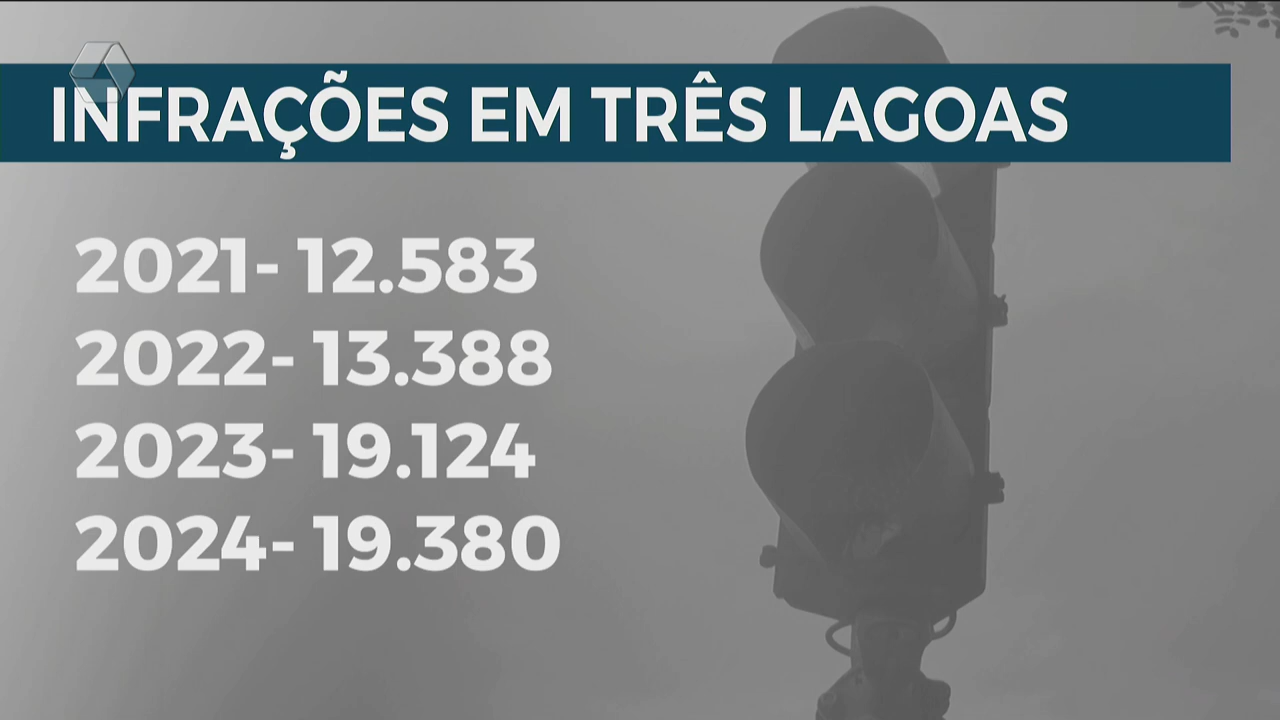 INFRAÇÕES EM TRÊS LAGOAS
2021- 12.583
2022- 13.388
2023- 19.124
2024- 19.380